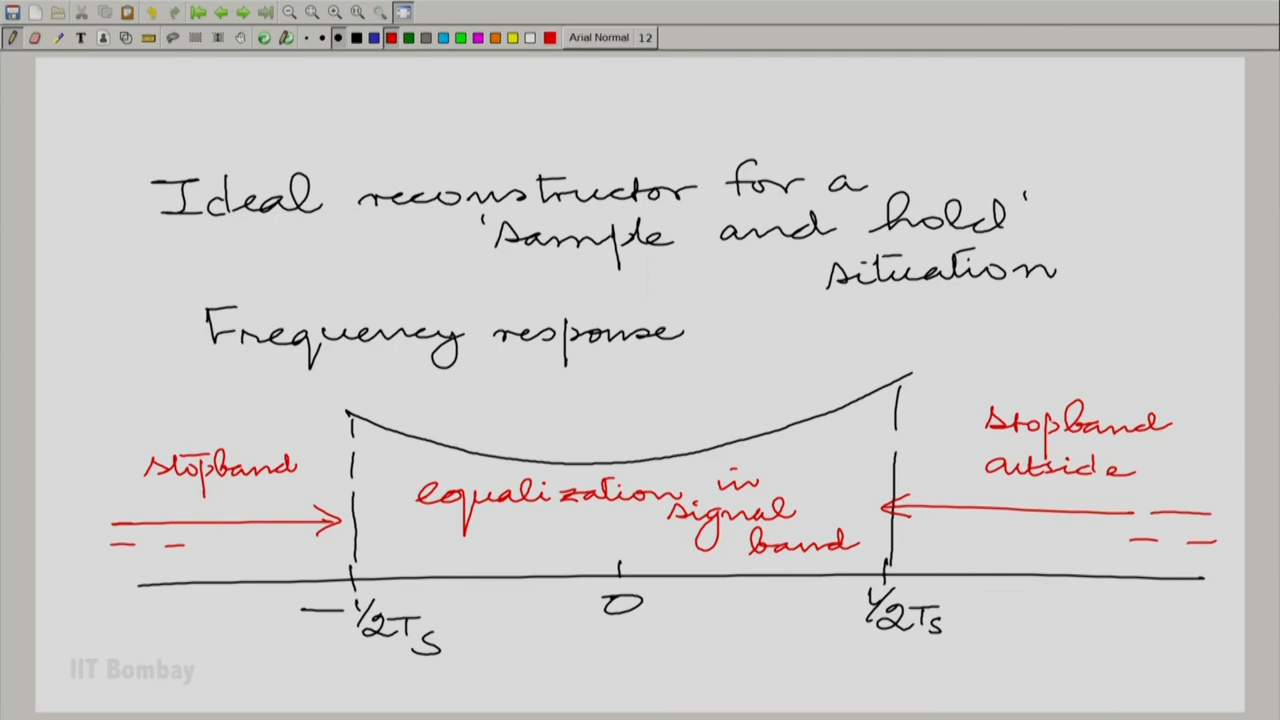 Arial Normal 12
Ideal reconstructor for a
'sample and hold'
situation
Frequency response
stopband
equalization in
signal
band
stopband
outside
-1/2Ts
0
1/2Ts
IIT Bombay